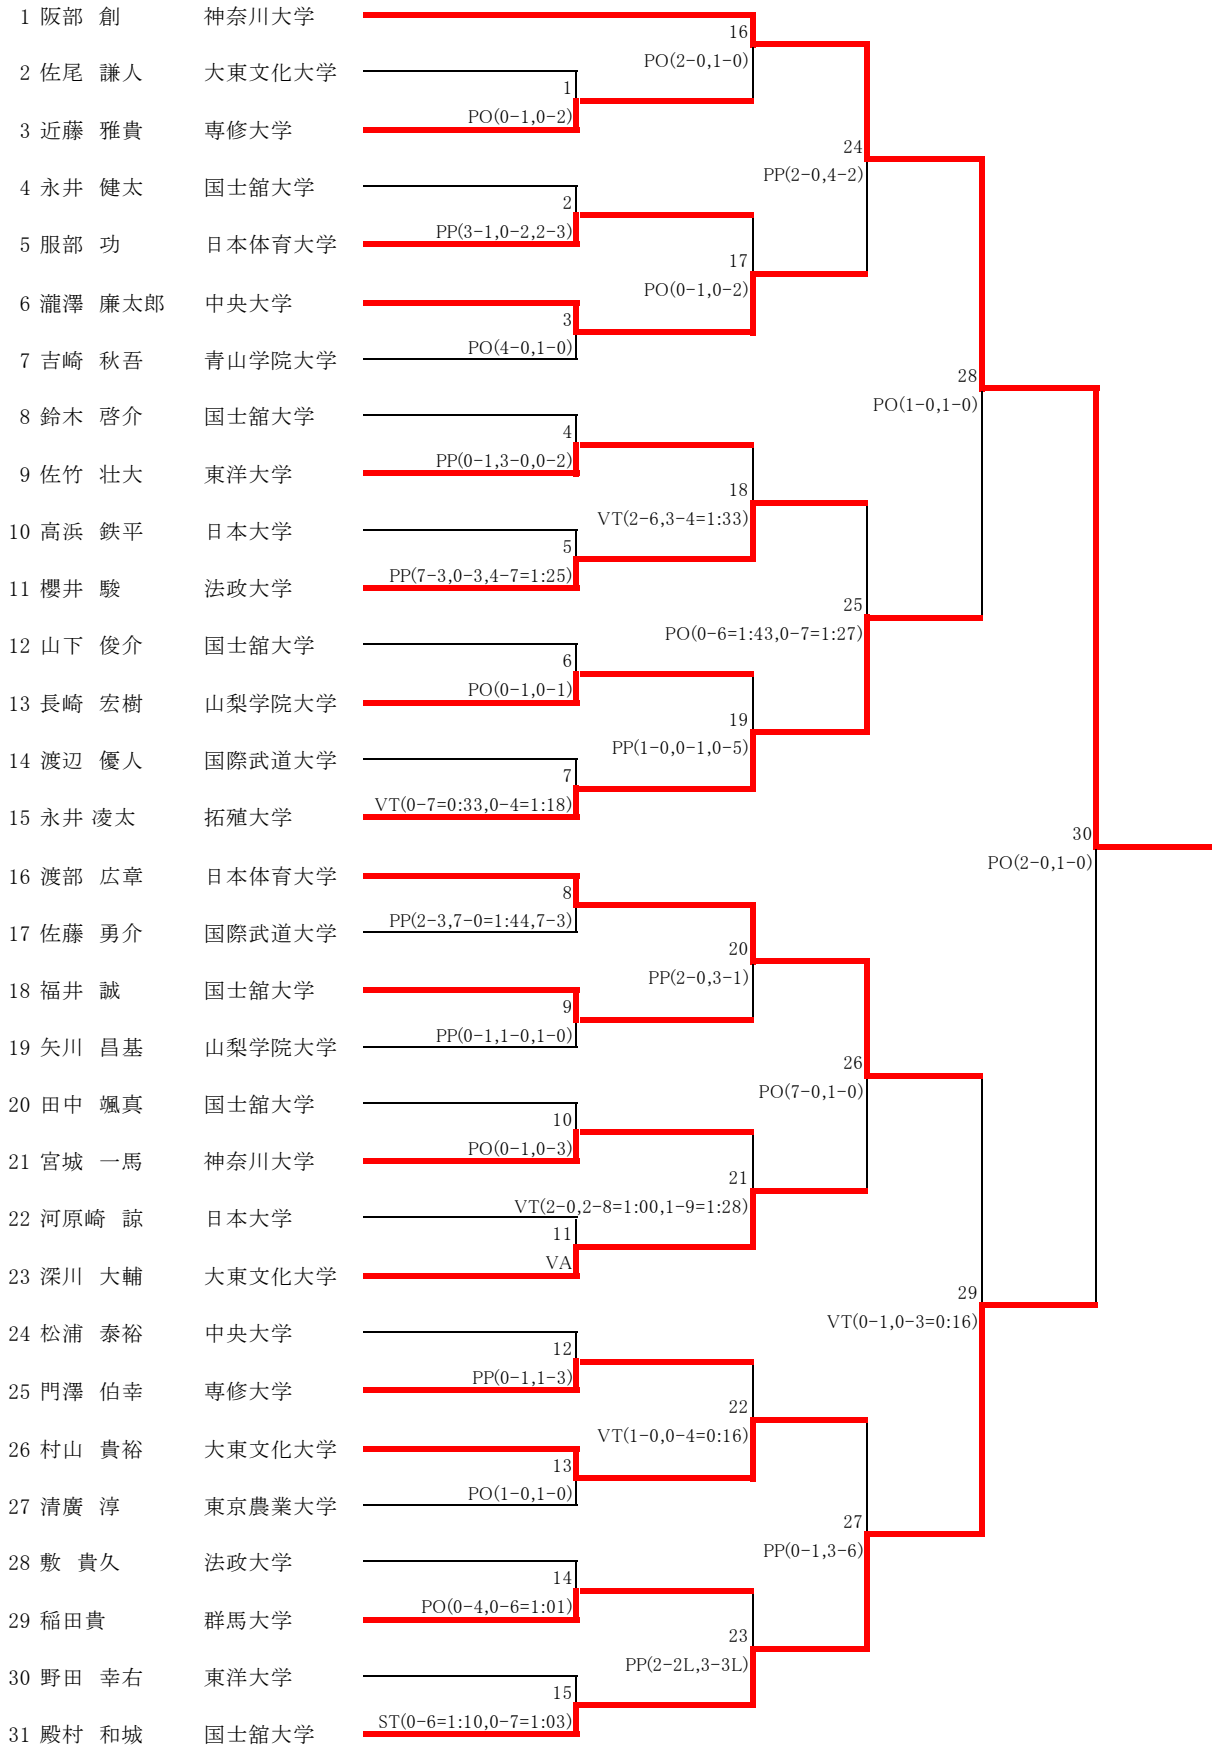 1 阪部 創 神奈川大学
16
PO(2-0,1-0)
2 佐尾 謙人 大東文化大学
1
PO(0-1,0-2)
3 近藤 雅貴 専修大学
24
PP(2-0,4-2)
4 永井 健太 国士舘大学
2
PP(3-1,0-2,2-3)
5 服部 功 日本体育大学
17
PO(0-1,0-2)
6 瀧澤 廉太郎 中央大学
3
PO(4-0,1-0)
7 吉崎 秋吾 青山学院大学
28
PO(1-0,1-0)
8 鈴木 啓介 国士舘大学
4
PP(0-1,3-0,0-2)
9 佐竹 壮大 東洋大学
18
VT(2-6,3-4=1:33)
10 高浜 鉄平 日本大学
5
PP(7-3,0-3,4-7=1:25)
11 櫻井 駿 法政大学
25
PO(0-6=1:43,0-7=1:27)
12 山下 俊介 国士舘大学
6
PO(0-1,0-1)
13 長崎 宏樹 山梨学院大学
19
PP(1-0,0-1,0-5)
14 渡辺 優人 国際武道大学
7
VT(0-7=0:33,0-4=1:18)
15 永井 凌太 拓殖大学
30
PO(2-0,1-0)
16 渡部 広章 日本体育大学
8
PP(2-3,7-0=1:44,7-3)
17 佐藤 勇介 国際武道大学
20
PP(2-0,3-1)
18 福井 誠 国士舘大学
9
PP(0-1,1-0,1-0)
19 矢川 昌基 山梨学院大学
26
PO(7-0,1-0)
20 田中 颯真 国士舘大学
10
PO(0-1,0-3)
21 宮城 一馬 神奈川大学
21
VT(2-0,2-8=1:00,1-9=1:28)
22 河原崎 諒 日本大学
11
VA
23 深川 大輔 大東文化大学
29
VT(0-1,0-3=0:16)
24 松浦 泰裕 中央大学
12
PP(0-1,1-3)
25 門澤 伯幸 専修大学
22
VT(1-0,0-4=0:16)
26 村山 貴裕 大東文化大学
13
PO(1-0,1-0)
27 清廣 淳 東京農業大学
27
PP(0-1,3-6)
28 敷 貴久 法政大学
14
PO(0-4,0-6=1:01)
29 稲田貴 群馬大学
23
PP(2-2L,3-3L)
30 野田 幸右 東洋大学
15
ST(0-6=1:10,0-7=1:03)
31 殿村 和城 国士舘大学